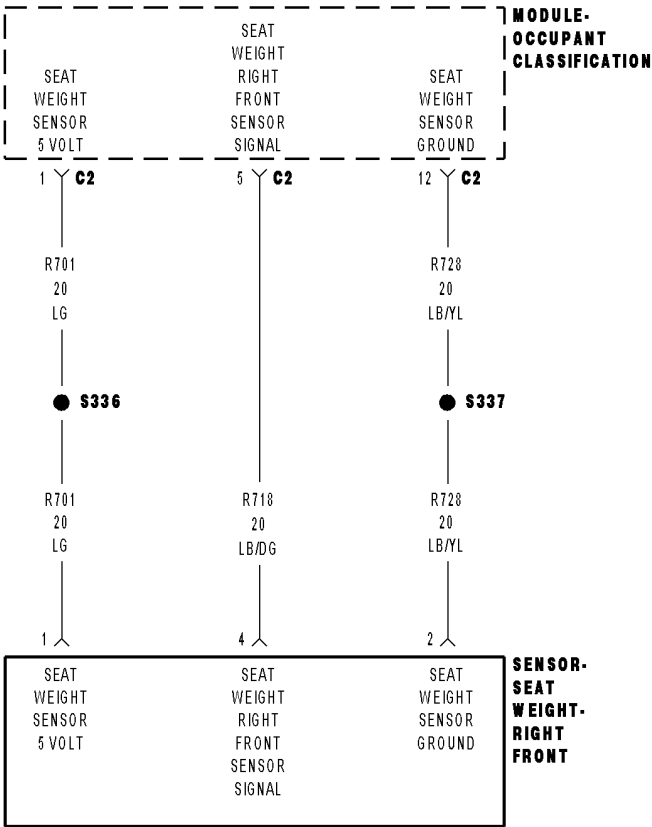 MODULE-
OCCUPANT
CLASSIFICATION
SEAT
WEIGHT
SENSOR
5 VOLT
SEAT
WEIGHT
RIGHT
FRONT
SENSOR
SIGNAL
SEAT
WEIGHT
SENSOR
GROUND
1 C2
5 C2
12 C2
R701
20
LG
R728
20
LB/YL
S336
S337
R701
20
LG
R718
20
LB/DG
R728
20
LB/YL
1
4
2
SEAT
WEIGHT
SENSOR
5 VOLT
SEAT
WEIGHT
RIGHT
FRONT
SENSOR
SIGNAL
SEAT
WEIGHT
SENSOR
GROUND
SENSOR-
SEAT
WEIGHT-
RIGHT
FRONT